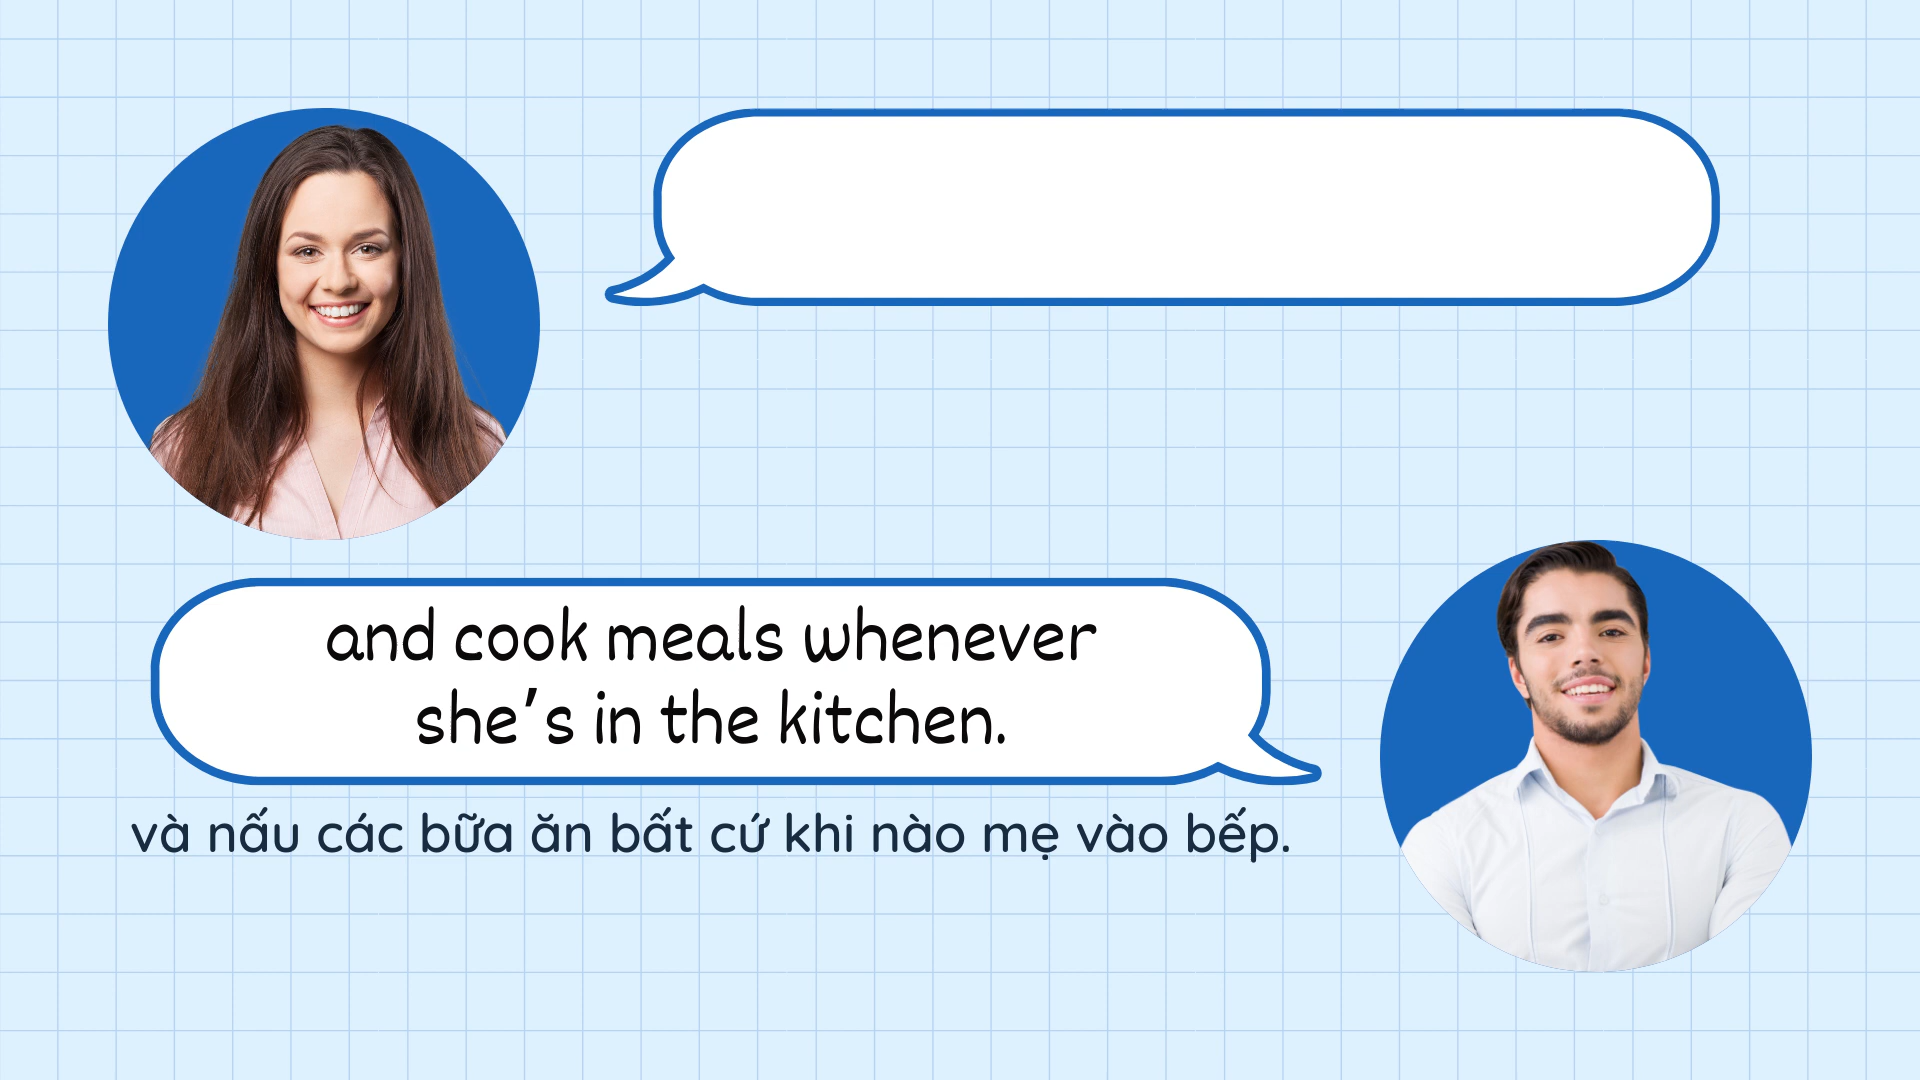 and cook meals whenever
she's in the kitchen.
và nấu các bữa ăn bất cứ khi nào mẹ vào bếp.